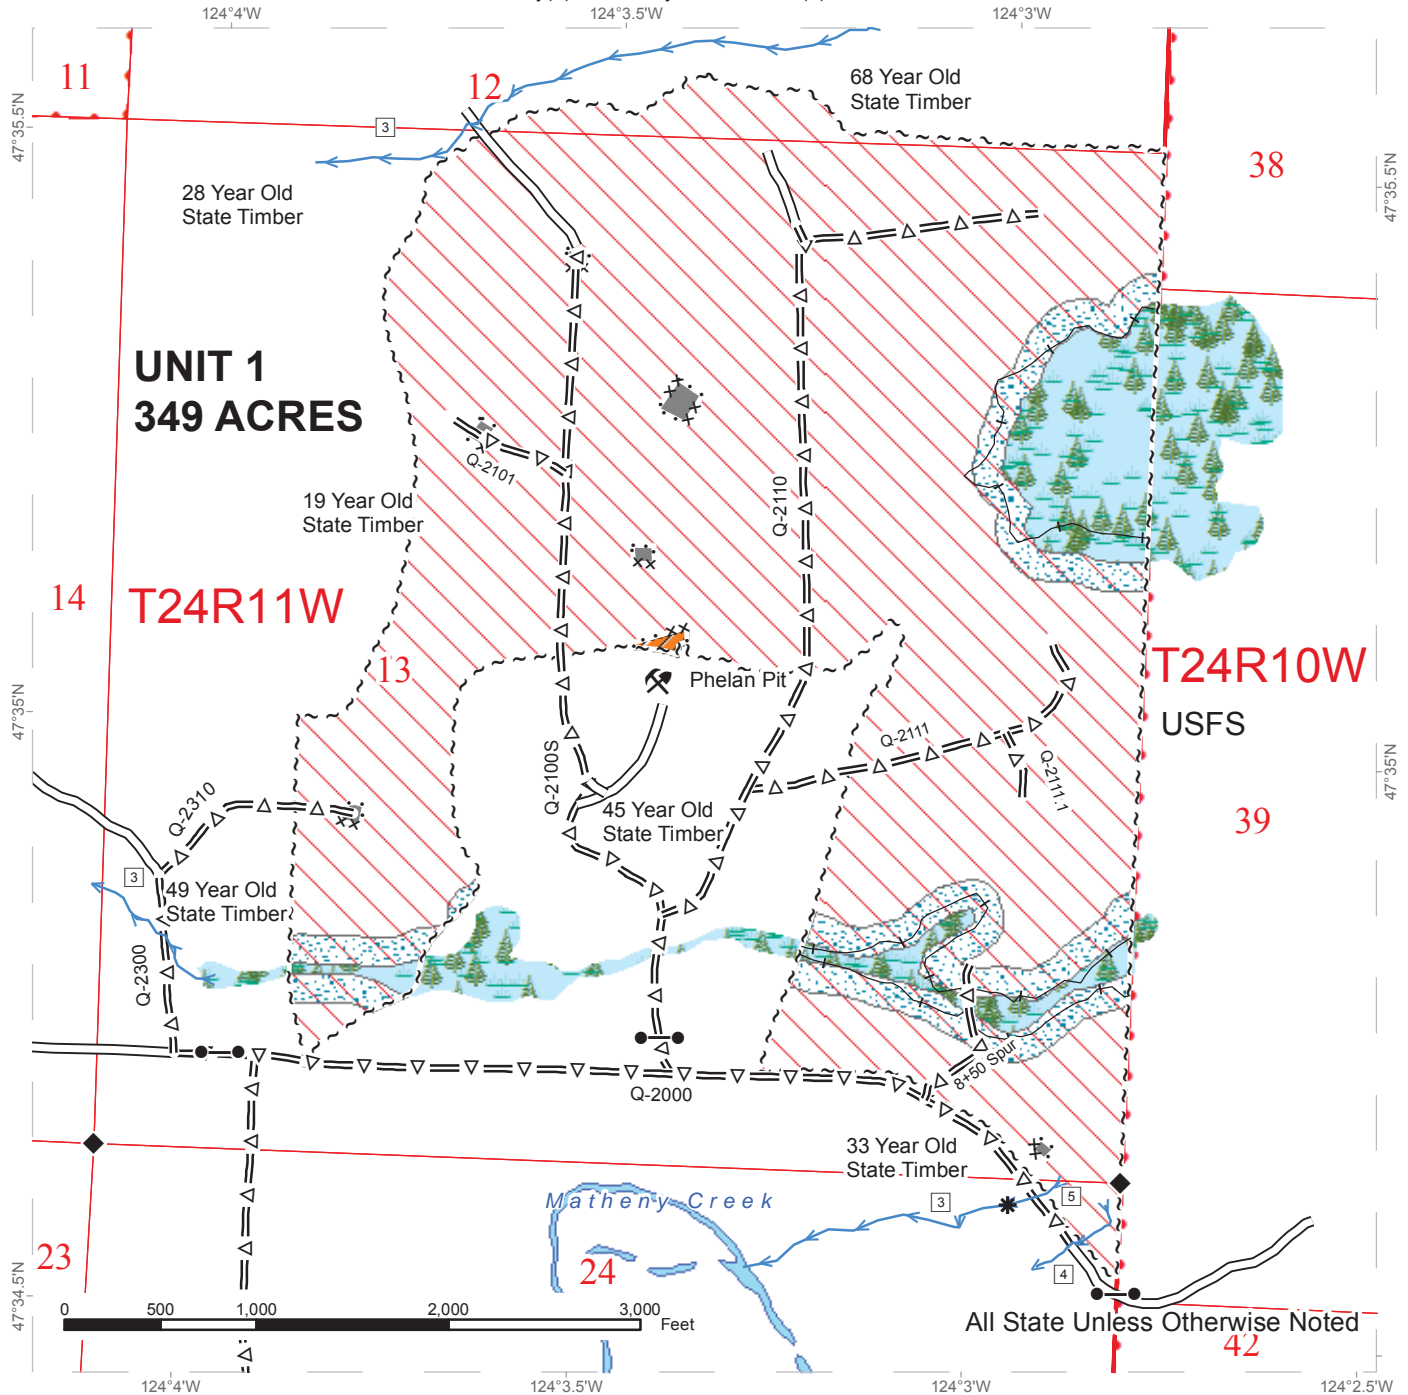 124°4'W
124°3.5'W
124°3'W
11
12
68 Year Old
State Timber
47°35.5'N
3
38
47°35.5'N
28 Year Old
State Timber
UNIT 1
349 ACRES
Q-2101
19 Year Old
State Timber
Q-2110
14
T24R11W
13
Phelan Pit
T24R10W
USFS
47°35'N
Q-2111
47°35'N
Q-2100S
Q-2111.1
Q-2310
45 Year Old
State Timber
39
3
49 Year Old
State Timber
Q-2300
8+50 Spur
Q-2000
33 Year Old
State Timber
Matheny Creek
3
5
23
24
4
47°34.5'N
0 500 1,000 2,000 3,000
Feet
All State Unless Otherwise Noted
42
124°4'W
124°3.5'W
124°3'W
124°2.5'W